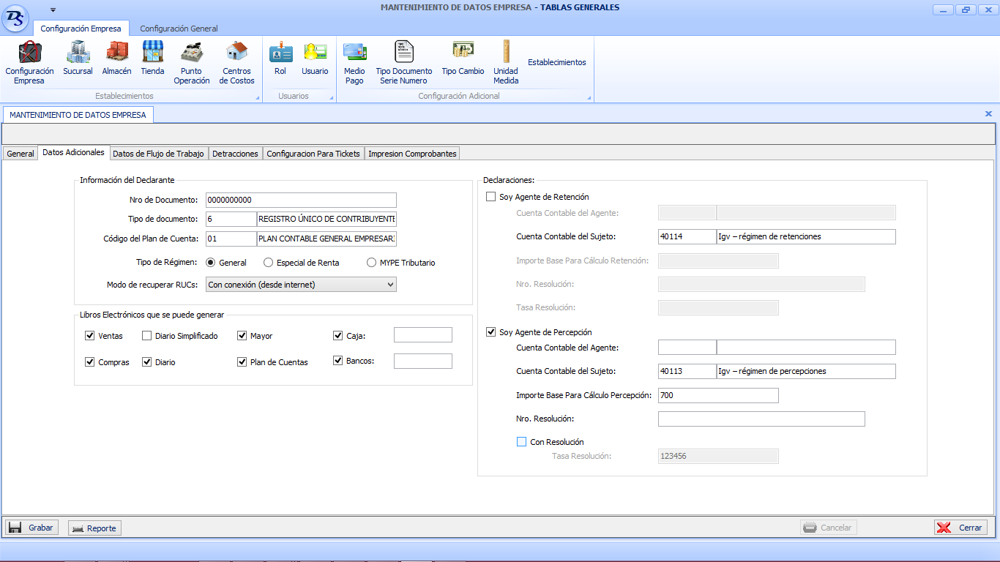 MANTENIMIENTO DE DATOS EMPRESA - TABLAS GENERALES
DS
Configuración Empresa
Configuración General
Configuración Empresa
Sucursal
Almacén
Tienda
Punto Operación
Centros de Costos
Establecimientos
Rol
Usuario
Usuarios
Medio Pago
Tipo Documento Serie Numero
Tipo Cambio
Unidad Medida
Establecimientos
Configuración Adicional
MANTENIMIENTO DE DATOS EMPRESA
General
Datos Adicionales
Datos de Flujo de Trabajo
Detracciones
Configuracion Para Tickets
Impresion Comprobantes
Información del Declarante
Nro de Documento: 0000000000
Tipo de documento: 6 REGISTRO ÚNICO DE CONTRIBUYENTE
Código del Plan de Cuenta: 01 PLAN CONTABLE GENERAL EMPRESARI
Tipo de Régimen: General Especial de Renta MYPE Tributario
Modo de recuperar RUCs: Con conexión (desde internet)
Libros Electrónicos que se puede generar
Ventas Diario Simplificado Mayor Caja:
Compras Diario Plan de Cuentas Bancos:
Declaraciones:
Soy Agente de Retención
Cuenta Contable del Agente:
Cuenta Contable del Sujeto: 40114 Igv – régimen de retenciones
Importe Base Para Cálculo Retención:
Nro. Resolución:
Tasa Resolución:
Soy Agente de Percepción
Cuenta Contable del Agente:
Cuenta Contable del Sujeto: 40113 Igv – régimen de percepciones
Importe Base Para Cálculo Percepción: 700
Nro. Resolución:
Con Resolución
Tasa Resolución: 123456
Grabar
Reporte
Cancelar
Cerrar